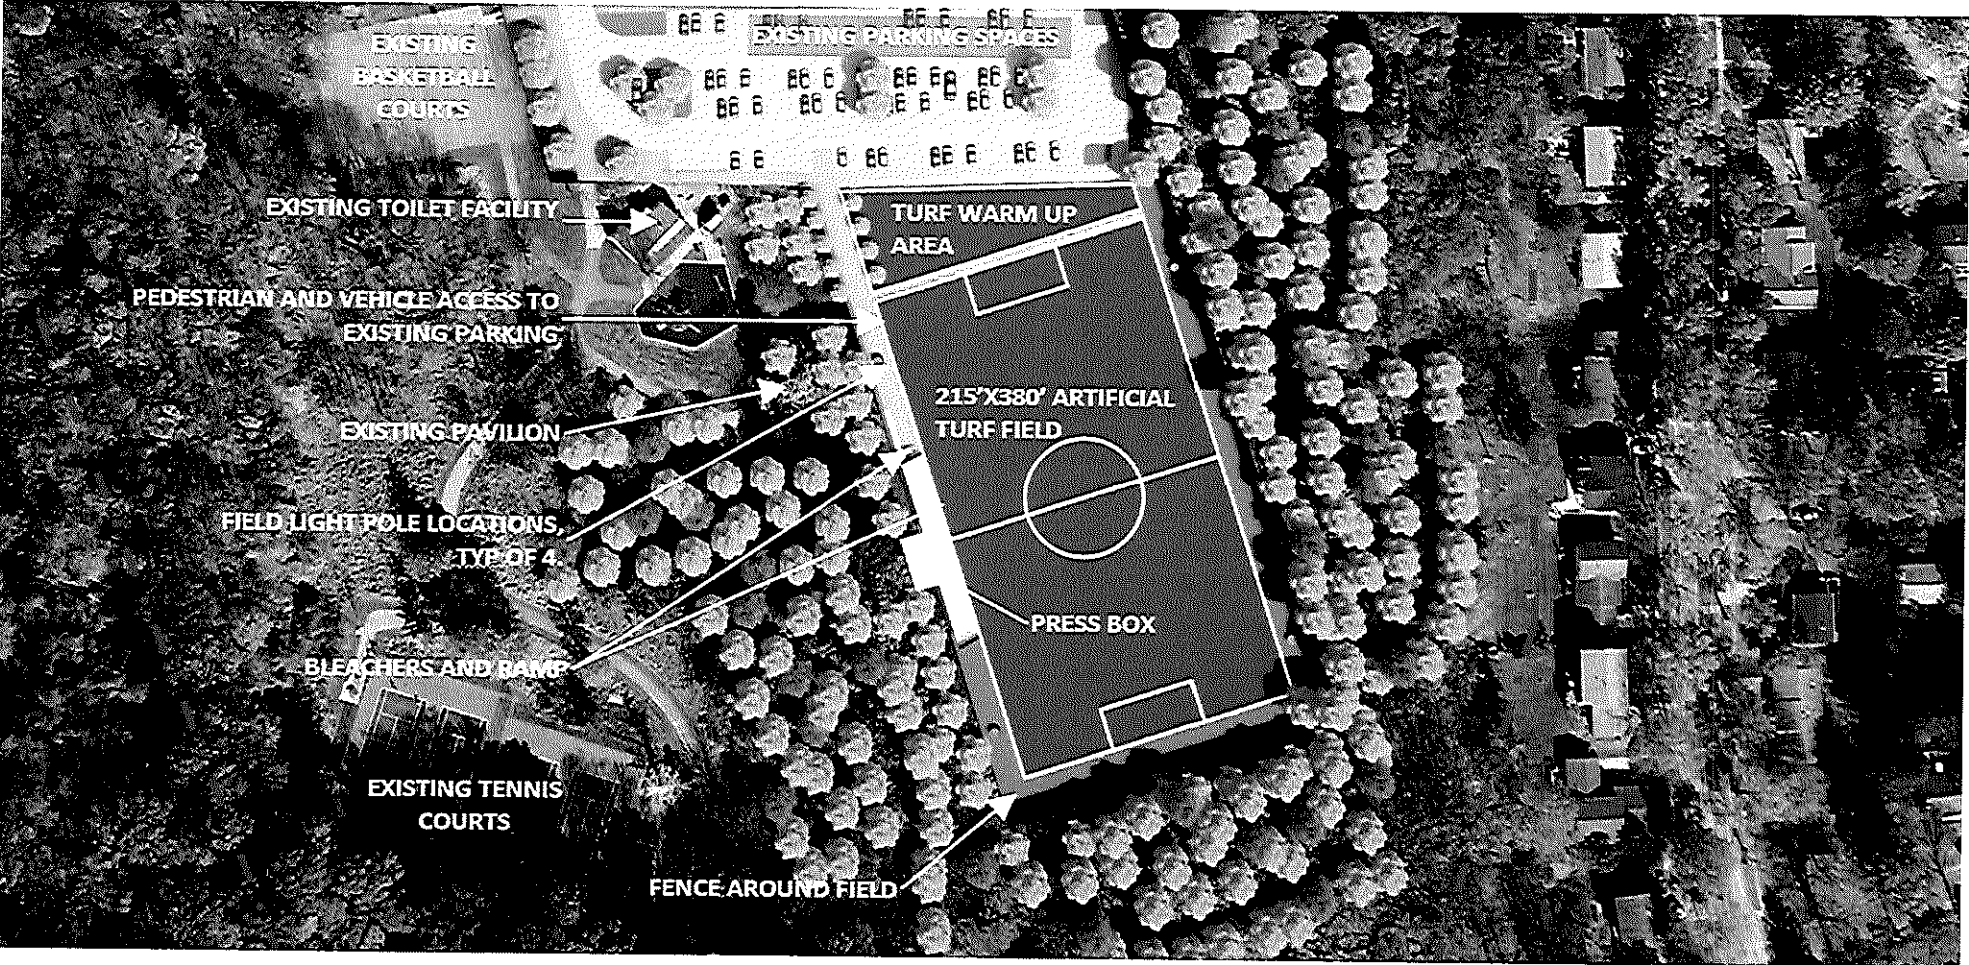 EXISTING
BASKETBALL
COURTS
EXISTING PARKING SPACES
EXISTING TOILET FACILITY
TURF WARM UP
AREA
PEDESTRIAN AND VEHICLE ACCESS TO
EXISTING PARKING
215'X380' ARTIFICIAL
TURF FIELD
EXISTING PAVILION
FIELD LIGHT POLE LOCATIONS,
TYP OF 4.
PRESS BOX
BLEACHERS AND RAMP
EXISTING TENNIS
COURTS
FENCE AROUND FIELD